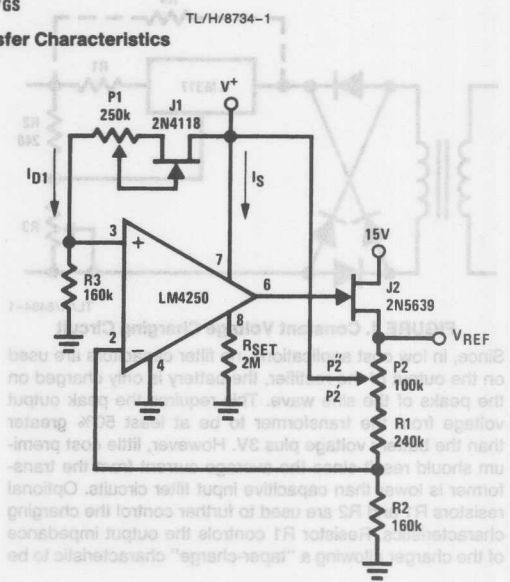 /GS
TL/H/8734-1
sfer Characteristics
R1
LM317
V+
P1
250k
J1
2N4118
R2
240
ID1
IS
R3
3
+
7
15V
R3
160k
LM4250
6
J2
2N5639
FIGURE 2. Constant Voltage Charging Circuit
VREF
2
8
4
RSET
2M
P2
P2
P2
100k
R1
240k
R2
160k
Since, in low cost applications, filter capacitors are used
on the output of the rectifier, the battery is only charged on
the peaks of the sine wave. This requires the peak output
voltage from the transformer to be at least 50% greater
than the battery voltage plus 3V. However, little cost premi-
um should result since the average current from the trans-
former is lower than capacitive input filter circuits. Optional
resistors R1 and R2 are used to further control the charging
characteristics. Resistor R1 controls the output impedance
of the charger allowing a "taper-charge" characteristic to be